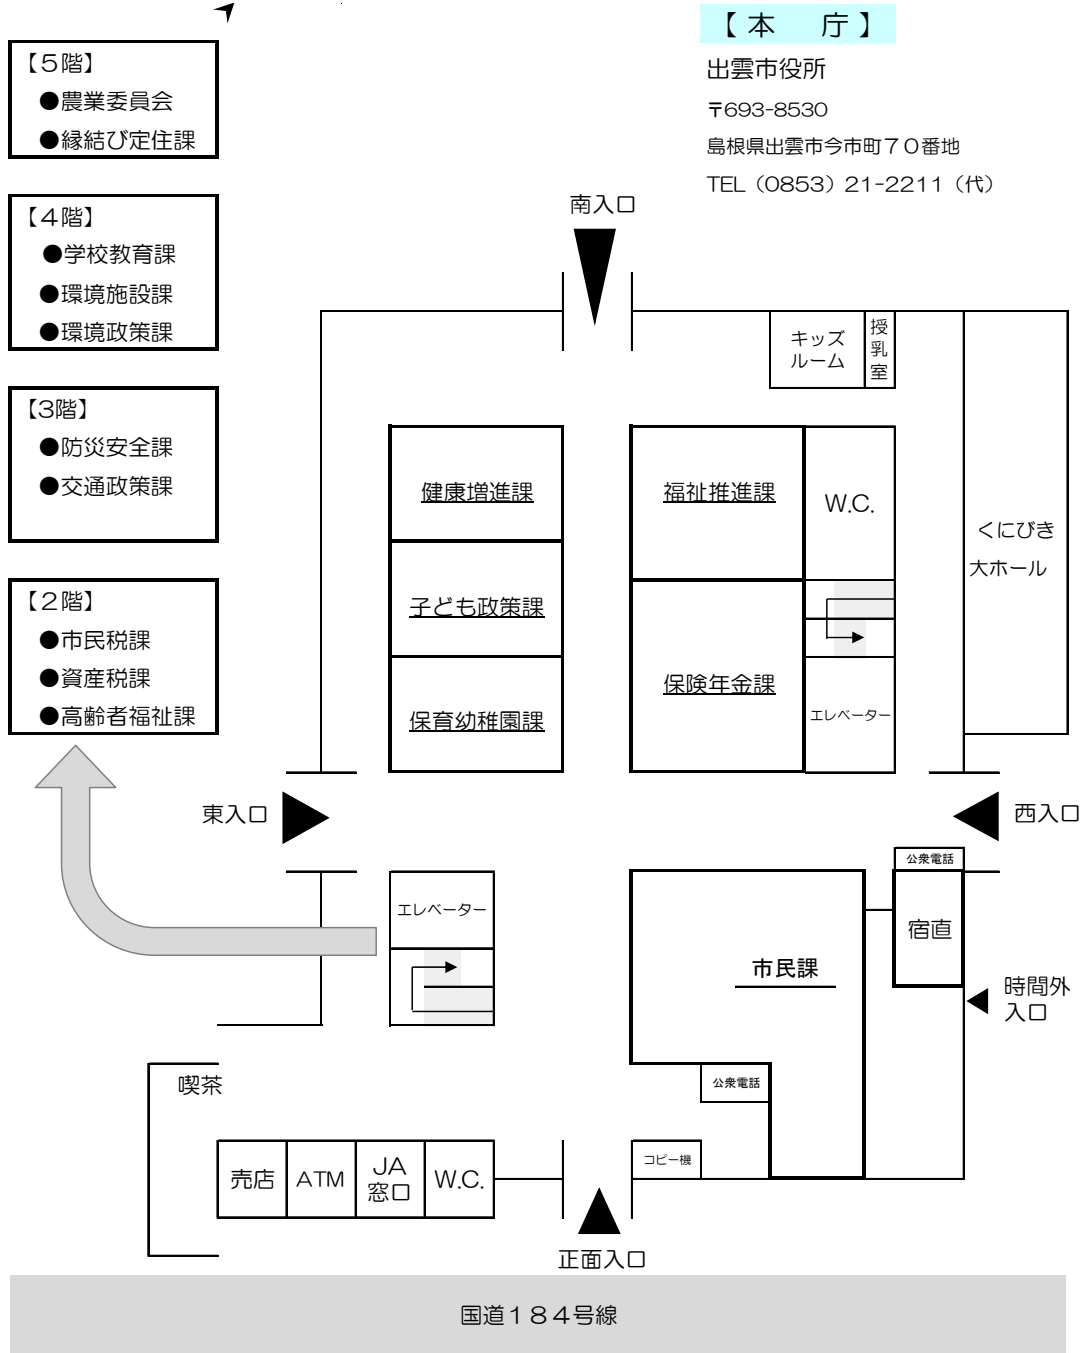 【本　庁】
出雲市役所
〒693-8530
島根県出雲市今市町７０番地
TEL（0853）21-2211（代）
【５階】
●農業委員会
●縁結び定住課
【４階】
●学校教育課
●環境施設課
●環境政策課
【3階】
●防災安全課
●交通政策課
【２階】
●市民税課
●資産税課
●高齢者福祉課
南入口
キッズ
ルーム
授
乳
室
健康増進課
福祉推進課
W.C.
くにびき
大ホール
子ども政策課
保険年金課
保育幼稚園課
エレベーター
東入口
西入口
公衆電話
エレベーター
宿直
市民課
時間外
入口
喫茶
公衆電話
売店
ATM
JA
窓口
W.C.
コピー機
正面入口
国道１８４号線